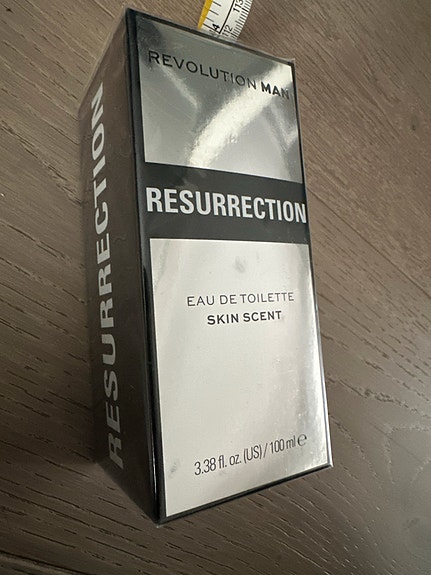 REVOLUTION MAN
RESURRECTION
EAU DE TOILETTE
SKIN SCENT
3.38 fl. oz. (US) / 100 ml ℮
RESURRECTION